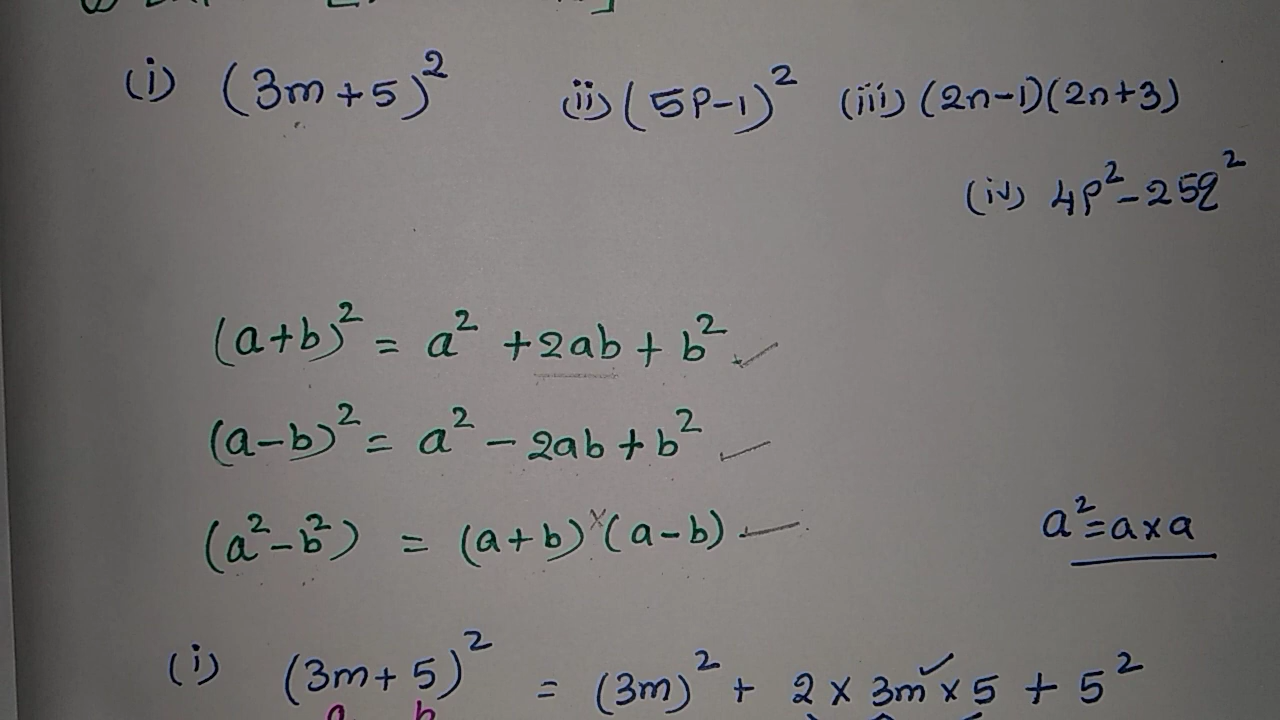 (i) (3m+5)² (ii) (5p-1)² (iii) (2n-1)(2n+3)
(iv) 4p²-25q²
(a+b)² = a² +2ab+b²
(a-b)² = a² - 2ab+b²
(a²-b²) = (a+b)×(a-b)
a²=a×a
(i) (3m+5)² = (3m)² + 2 × 3m × 5 + 5²
a b